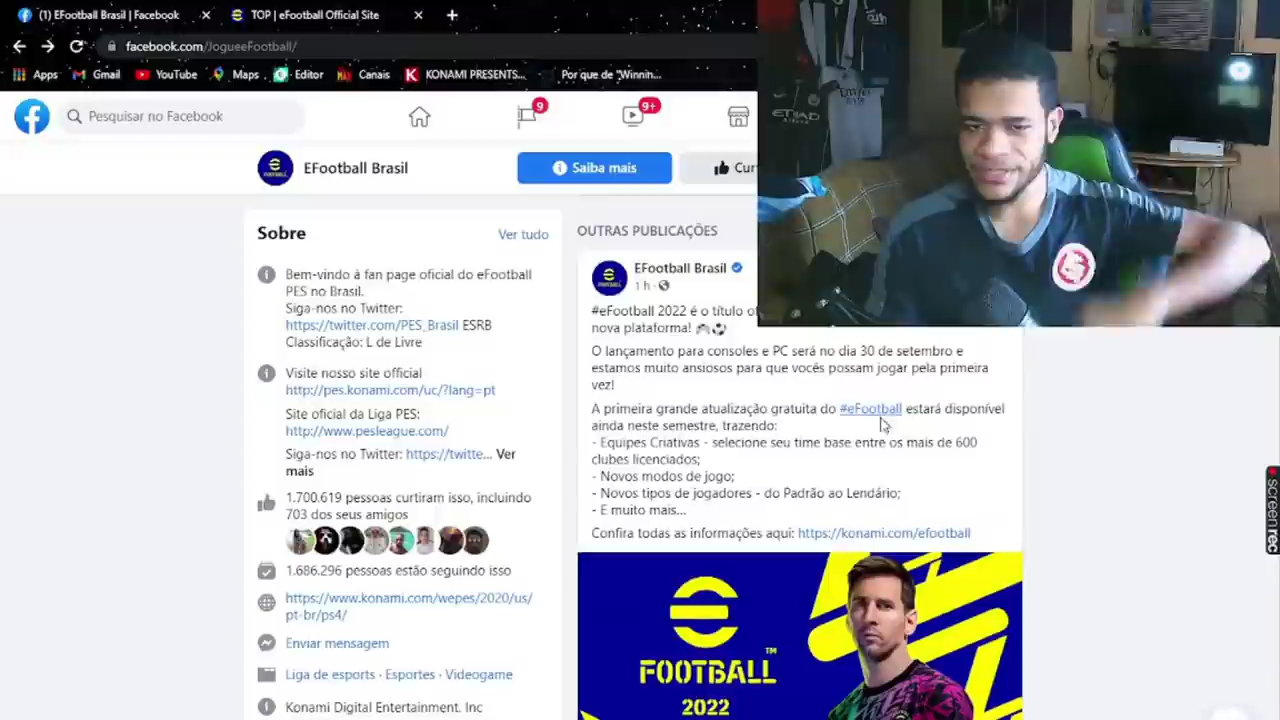 (1) EFootball Brasil | Facebook
TOP | eFootball Official Site
facebook.com/JogueeFootball/
Apps
Gmail
YouTube
Maps
Editor
Canais
KONAMI PRESENTS...
Por que de "Winnin...
Pesquisar no Facebook
9
9+
EFootball Brasil
Saiba mais
Cur
Sobre
Ver tudo
Bem-vindo à fan page oficial do eFootball
PES no Brasil.
Siga-nos no Twitter:
https://twitter.com/PES_Brasil ESRB
Classificação: L de Livre
Visite nosso site official
http://pes.konami.com/uc/?lang=pt
Site oficial da Liga PES:
http://www.pesleague.com/
Siga-nos no Twitter: https://twitte... Ver
mais
1.700.619 pessoas curtiram isso, incluindo
703 dos seus amigos
1.686.296 pessoas estão seguindo isso
https://www.konami.com/wepes/2020/us/
pt-br/ps4/
Enviar mensagem
Liga de esports · Esportes · Videogame
Konami Digital Entertainment, Inc
OUTRAS PUBLICAÇÕES
EFootball Brasil
1 h ·
#eFootball 2022 é o título of
nova plataforma!
O lançamento para consoles e PC será no dia 30 de setembro e
estamos muito ansiosos para que vocês possam jogar pela primeira
vez!
A primeira grande atualização gratuita do #eFootball estará disponível
ainda neste semestre, trazendo:
- Equipes Criativas - selecione seu time base entre os mais de 600
clubes licenciados;
- Novos modos de jogo;
- Novos tipos de jogadores - do Padrão ao Lendário;
- E muito mais...
Confira todas as informações aqui: https://konami.com/efootball
FOOTBALL™
2022
ETIHAD
screenrec